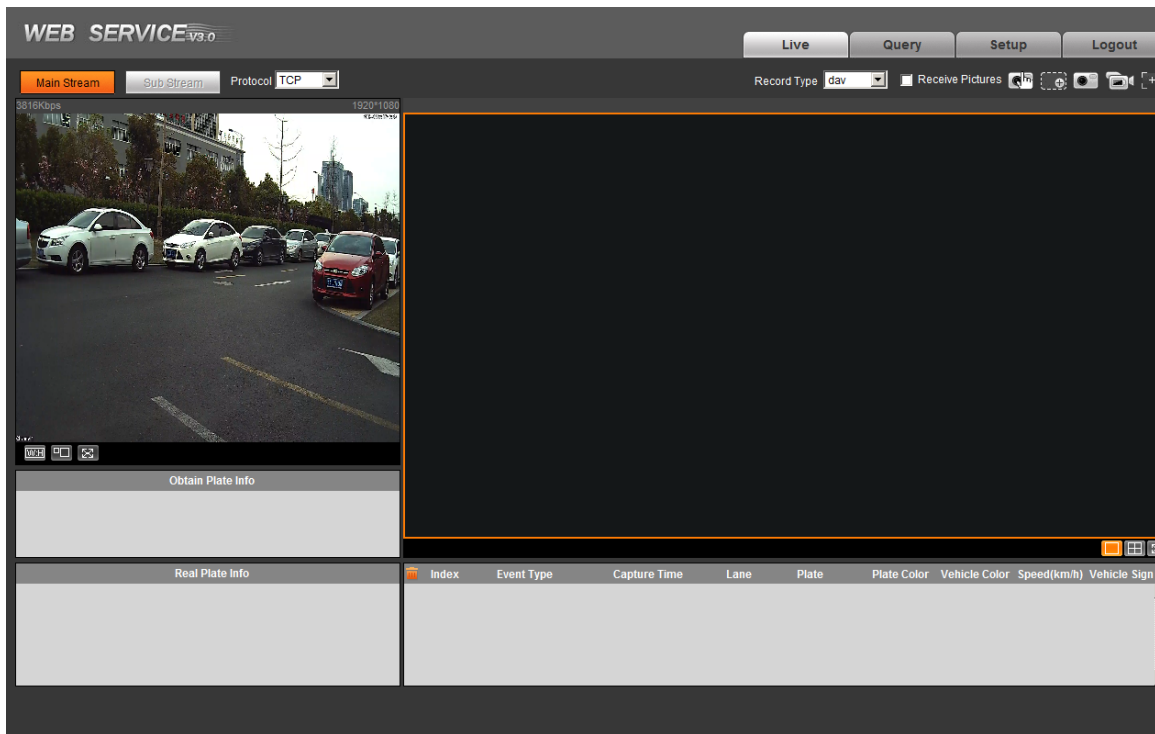 WEB SERVICE V3.0
Live Query Setup Logout
Main Stream Sub Stream Protocol TCP Record Type dav Receive Pictures
3816Kbps 1920*1080
W:H
Obtain Plate Info
Real Plate Info
Index Event Type Capture Time Lane Plate Plate Color Vehicle Color Speed(km/h) Vehicle Sign